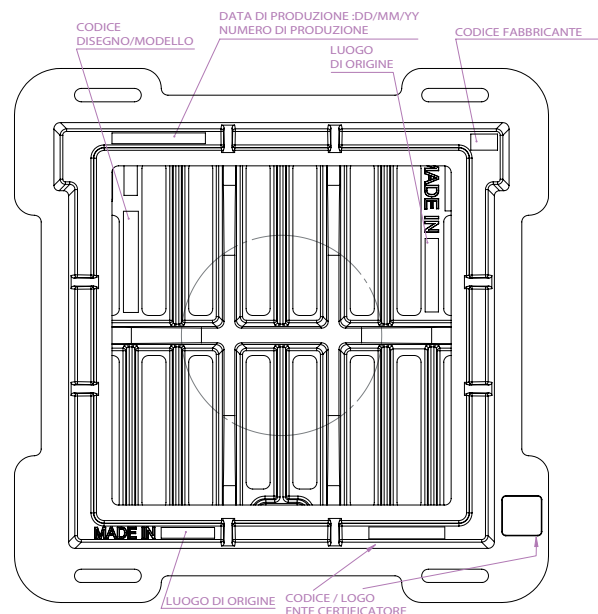 DATA DI PRODUZIONE :DD/MM/YY
NUMERO DI PRODUZIONE
CODICE
DISEGNO/MODELLO
CODICE FABBRICANTE
LUOGO
DI ORIGINE
MADE IN
MADE IN
LUOGO DI ORIGINE
CODICE / LOGO
ENTE CERTIFICATORE